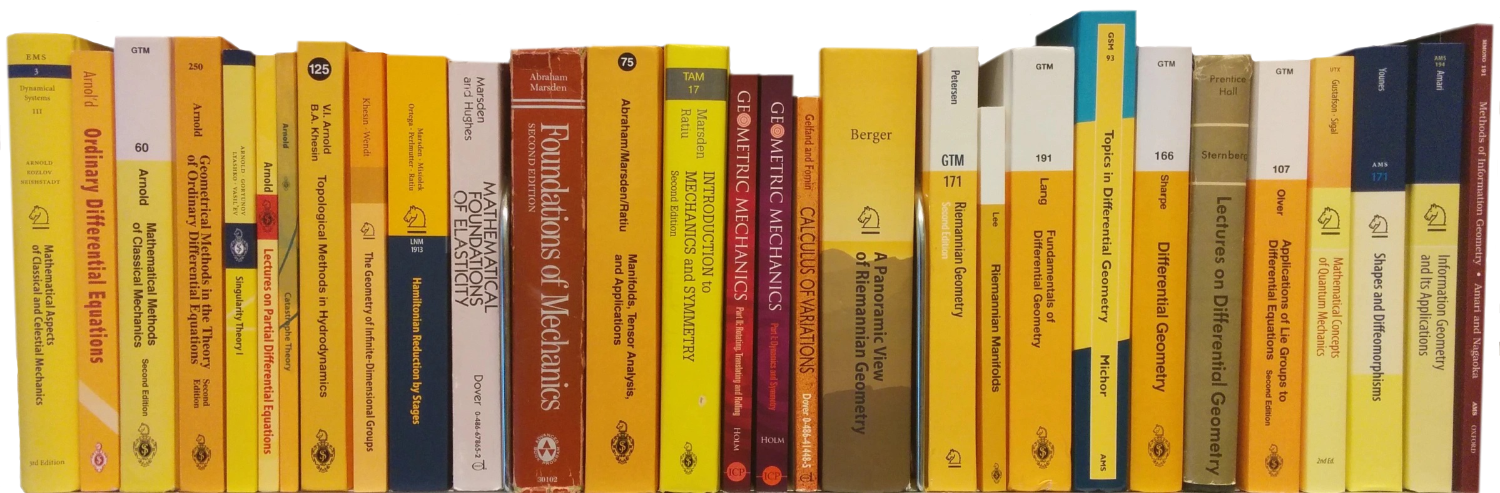 EMS
3
Dynamical
Systems
III
ARNOLD
KOZLOV
NEISHSTADT
Mathematical Aspects
of Classical and Celestial Mechanics
3rd Edition
Arnol'd
Ordinary Differential Equations
GTM
60
Arnold
Mathematical Methods
of Classical Mechanics
Second Edition
250
Arnold
Geometrical Methods in the Theory
of Ordinary Differential Equations
Second
Edition
ARNOLD · GORYUNOV
LYASHKO · VASIL'EV
Singularity Theory I
Arnold
Lectures on Partial Differential Equations
Arnold
Catastrophe Theory
125
V.I. Arnold
B.A. Khesin
Topological Methods in Hydrodynamics
Khesin · Wendt
The Geometry of Infinite-Dimensional Groups
Marsden · Misiołek
Ortega · Perlmutter · Ratiu
LNM
1913
Hamiltonian Reduction by Stages
Marsden
and Hughes
MATHEMATICAL
FOUNDATIONS
OF ELASTICITY
Dover 0-486-67865-2
Abraham
Marsden
Foundations of Mechanics
SECOND EDITION
30102
75
Abraham/Marsden/Ratiu
Manifolds, Tensor Analysis,
and Applications
TAM
17
Marsden
Ratiu
INTRODUCTION to
MECHANICS and SYMMETRY
Second Edition
GEOMETRIC MECHANICS
Part II: Rotating, Translating and Rolling
HOLM
ICP
GEOMETRIC MECHANICS
Part I: Dynamics and Symmetry
HOLM
ICP
Gelfand and Fomin
CALCULUS OF VARIATIONS
Dover 0-486-41448-5
Berger
A Panoramic View
of Riemannian Geometry
Petersen
GTM
171
Riemannian Geometry
Second Edition
Lee
Riemannian Manifolds
GTM
191
Lang
Fundamentals of
Differential Geometry
GSM
93
Topics in Differential Geometry
Michor
AMS
GTM
166
Sharpe
Differential Geometry
Prentice
Hall
Sternberg
Lectures on Differential Geometry
GTM
107
Olver
Applications of Lie Groups to
Differential Equations
Second Edition
UTX
Gustafson · Sigal
Mathematical Concepts
of Quantum Mechanics
2nd Ed.
Younes
AMS
171
Shapes and Diffeomorphisms
AMS
194
Amari
Information Geometry
and Its Applications
MMONO 191
Methods of Information Geometry • Amari and Nagaoka
AMS
OXFORD